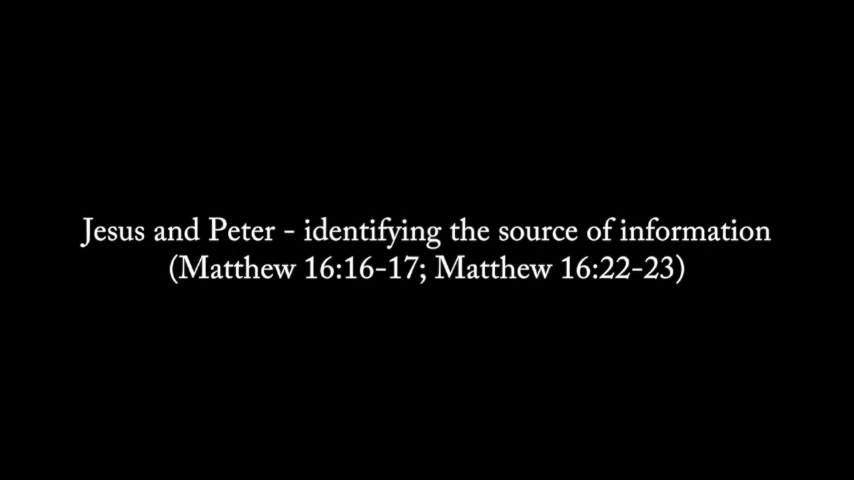 Jesus and Peter - identifying the source of information
(Matthew 16:16-17; Matthew 16:22-23)